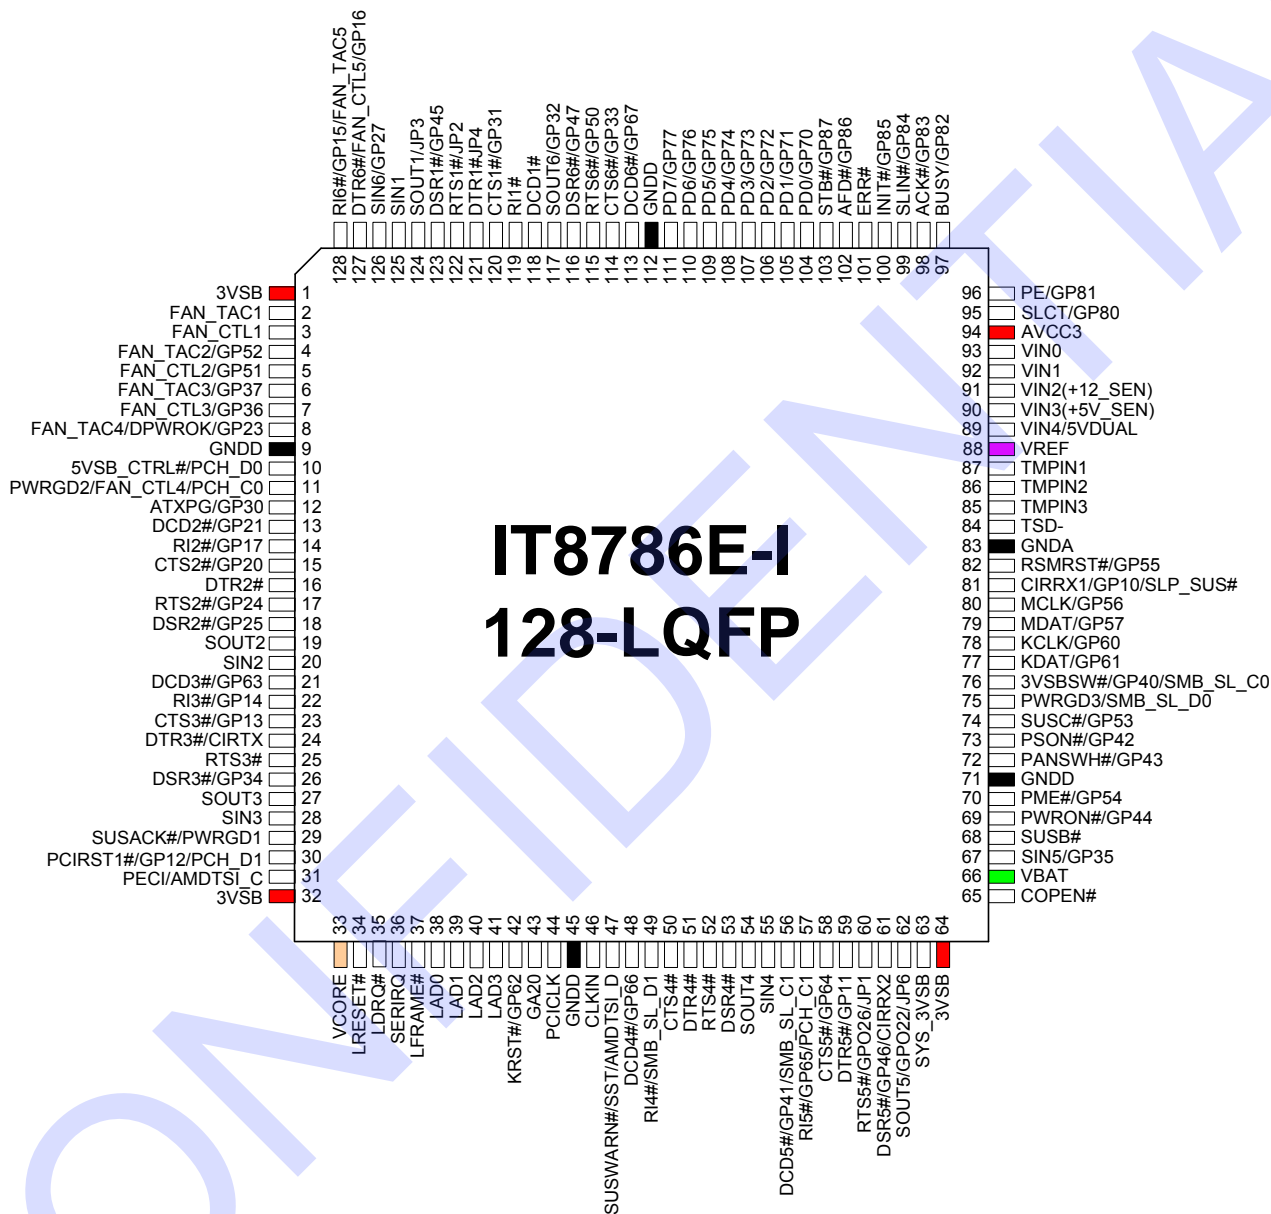 RI6#/GP15/FAN_TAC5
DTR6#/FAN_CTL5/GP16
SIN6/GP27
SIN1
SOUT1/JP3
DSR1#/GP45
RTS1#/JP2
DTR1#JP4
CTS1#/GP31
RI1#
DCD1#
SOUT6/GP32
DSR6#/GP47
RTS6#/GP50
CTS6#/GP33
DCD6#/GP67
GNDD
PD7/GP77
PD6/GP76
PD5/GP75
PD4/GP74
PD3/GP73
PD2/GP72
PD1/GP71
PD0/GP70
STB#/GP87
AFD#/GP86
ERR#
INIT#/GP85
SLIN#/GP84
ACK#/GP83
BUSY/GP82
128
127
126
125
124
123
122
121
120
119
118
117
116
115
114
113
112
111
110
109
108
107
106
105
104
103
102
101
100
99
98
97
3VSB 1
FAN_TAC1 2
FAN_CTL1 3
FAN_TAC2/GP52 4
FAN_CTL2/GP51 5
FAN_TAC3/GP37 6
FAN_CTL3/GP36 7
FAN_TAC4/DPWROK/GP23 8
GNDD 9
5VSB_CTRL#/PCH_D0 10
PWRGD2/FAN_CTL4/PCH_C0 11
ATXPG/GP30 12
DCD2#/GP21 13
RI2#/GP17 14
CTS2#/GP20 15
DTR2# 16
RTS2#/GP24 17
DSR2#/GP25 18
SOUT2 19
SIN2 20
DCD3#/GP63 21
RI3#/GP14 22
CTS3#/GP13 23
DTR3#/CIRTX 24
RTS3# 25
DSR3#/GP34 26
SOUT3 27
SIN3 28
SUSACK#/PWRGD1 29
PCIRST1#/GP12/PCH_D1 30
PECI/AMDTSI_C 31
3VSB 32
IT8786E-I
128-LQFP
96 PE/GP81
95 SLCT/GP80
94 AVCC3
93 VIN0
92 VIN1
91 VIN2(+12_SEN)
90 VIN3(+5V_SEN)
89 VIN4/5VDUAL
88 VREF
87 TMPIN1
86 TMPIN2
85 TMPIN3
84 TSD-
83 GNDA
82 RSMRST#/GP55
81 CIRRX1/GP10/SLP_SUS#
80 MCLK/GP56
79 MDAT/GP57
78 KCLK/GP60
77 KDAT/GP61
76 3VSBSW#/GP40/SMB_SL_C0
75 PWRGD3/SMB_SL_D0
74 SUSC#/GP53
73 PSON#/GP42
72 PANSWH#/GP43
71 GNDD
70 PME#/GP54
69 PWRON#/GP44
68 SUSB#
67 SIN5/GP35
66 VBAT
65 COPEN#
33
34
35
36
37
38
39
40
41
42
43
44
45
46
47
48
49
50
51
52
53
54
55
56
57
58
59
60
61
62
63
64
VCORE
LRESET#
LDRQ#
SERIRQ
LFRAME#
LAD0
LAD1
LAD2
LAD3
KRST#/GP62
GA20
PCICLK
GNDD
CLKIN
SUSWARN#/SST/AMDTSI_D
DCD4#/GP66
RI4#/SMB_SL_D1
CTS4#
DTR4#
RTS4#
DSR4#
SOUT4
SIN4
DCD5#/GP41/SMB_SL_C1
RI5#/GP65/PCH_C1
CTS5#/GP64
DTR5#/GP11
RTS5#/GPO26/JP1
DSR5#/GP46/CIRRX2
SOUT5/GPO22/JP6
SYS_3VSB
3VSB
ONFIDENTIA